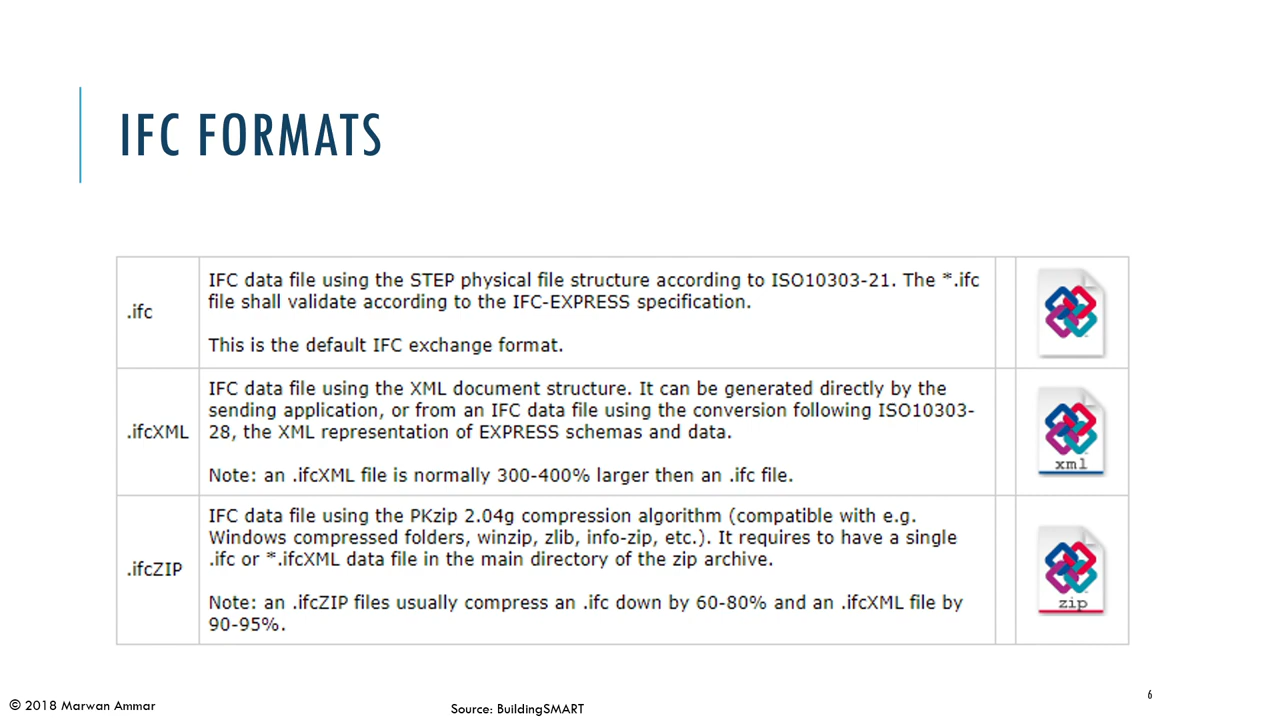 IFC FORMATS
.ifc
IFC data file using the STEP physical file structure according to ISO10303-21. The *.ifc
file shall validate according to the IFC-EXPRESS specification.
This is the default IFC exchange format.
.ifcXML
IFC data file using the XML document structure. It can be generated directly by the
sending application, or from an IFC data file using the conversion following ISO10303-
28, the XML representation of EXPRESS schemas and data.
Note: an .ifcXML file is normally 300-400% larger then an .ifc file.
xml
.ifcZIP
IFC data file using the PKzip 2.04g compression algorithm (compatible with e.g.
Windows compressed folders, winzip, zlib, info-zip, etc.). It requires to have a single
.ifc or *.ifcXML data file in the main directory of the zip archive.
Note: an .ifcZIP files usually compress an .ifc down by 60-80% and an .ifcXML file by
90-95%.
zip
© 2018 Marwan Ammar
Source: BuildingSMART
6